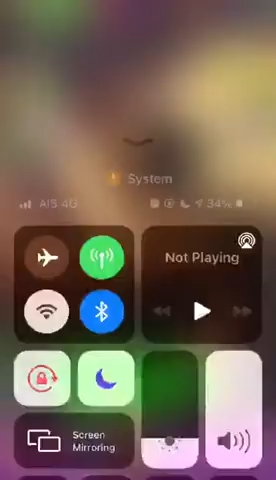 System
AIS 4G 34%
Not Playing
Screen
Mirroring